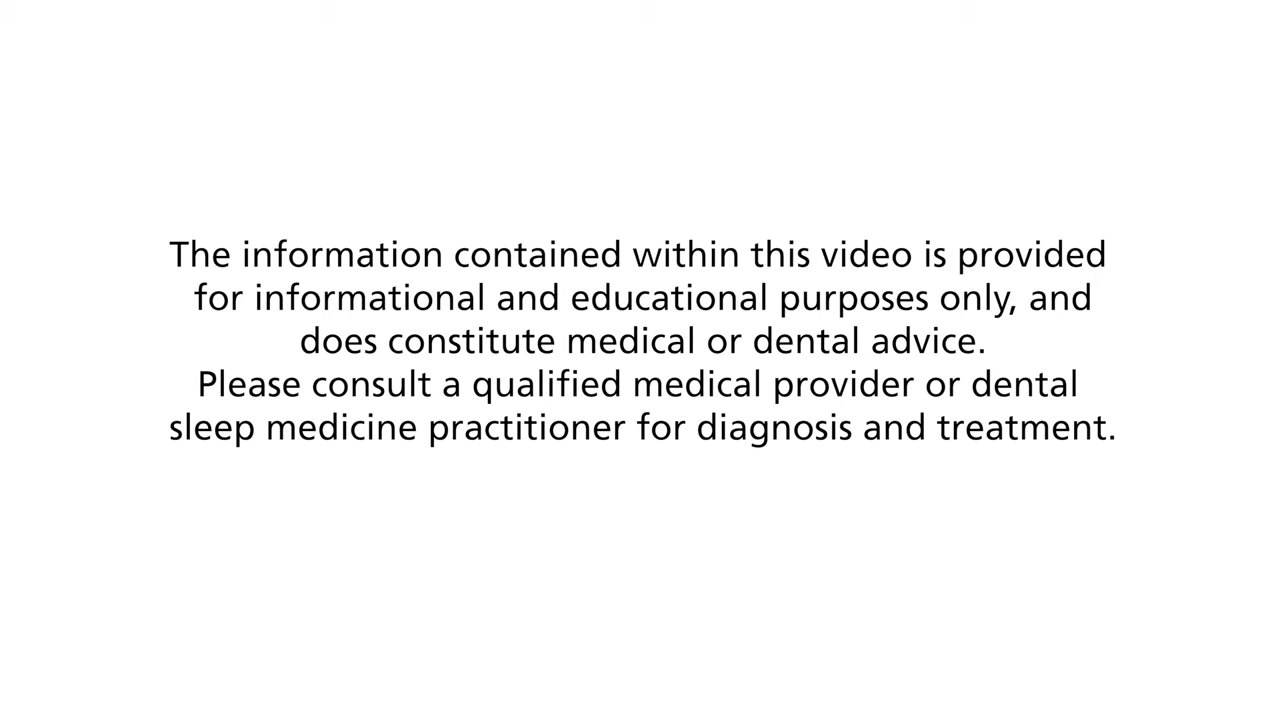 The information contained within this video is provided
for informational and educational purposes only, and
does constitute medical or dental advice.
Please consult a qualified medical provider or dental
sleep medicine practitioner for diagnosis and treatment.